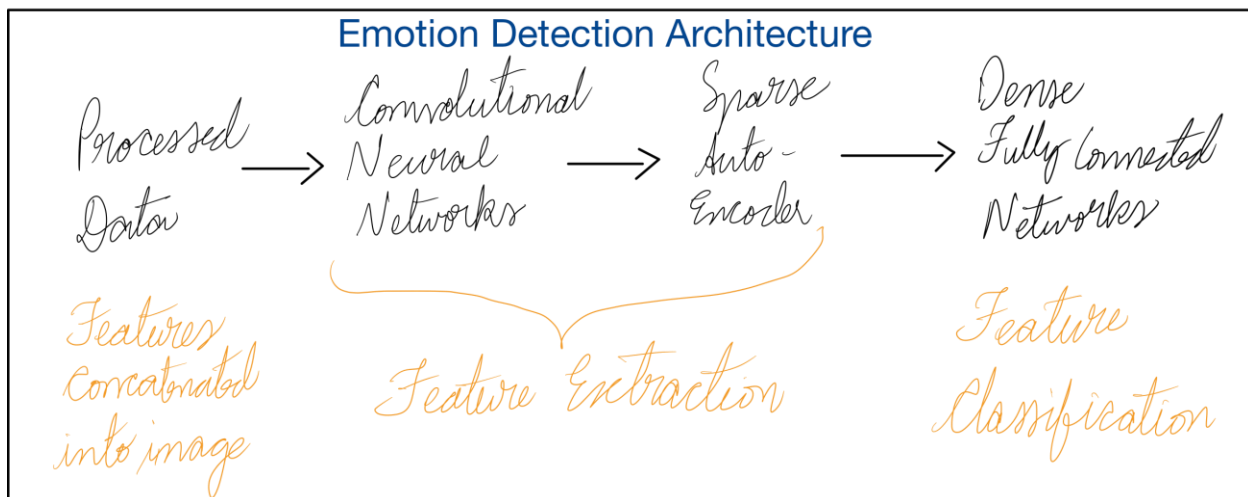 Emotion Detection Architecture
Processed
Data
Convolutional
Neural
Networks
Sparse
Auto-
Encoder
Dense
Fully Connected
Networks
Features
Concatenated
into image
Feature Extraction
Feature
Classification